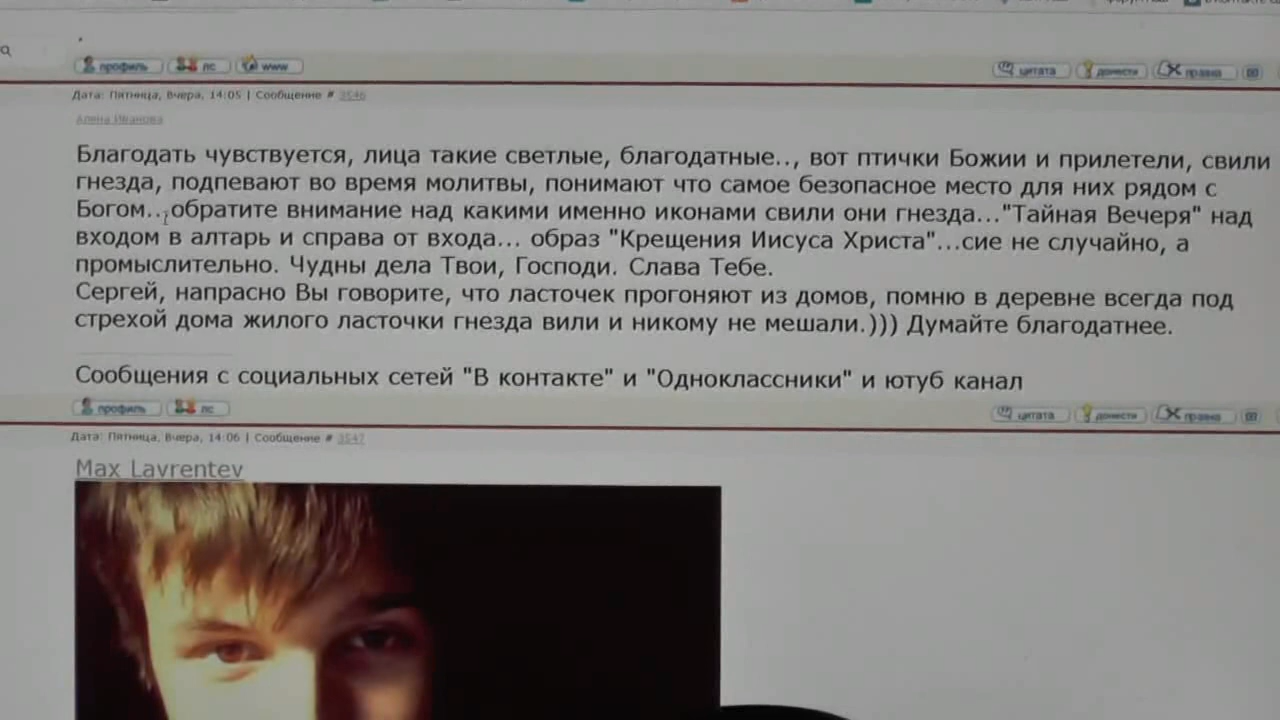 профиль лс www цитата донести правка
Дата: Пятница, Вчера, 14:05 | Сообщение # 3546
Алена Иванова
Благодать чувствуется, лица такие светлые, благодатные.., вот птички Божии и прилетели, свили
гнезда, подпевают во время молитвы, понимают что самое безопасное место для них рядом с
Богом...обратите внимание над какими именно иконами свили они гнезда..."Тайная Вечеря" над
входом в алтарь и справа от входа... образ "Крещения Иисуса Христа"...сие не случайно, а
промыслительно. Чудны дела Твои, Господи. Слава Тебе.
Сергей, напрасно Вы говорите, что ласточек прогоняют из домов, помню в деревне всегда под
стрехой дома жилого ласточки гнезда вили и никому не мешали.))) Думайте благодатнее.
Сообщения с социальных сетей "В контакте" и "Одноклассники" и ютуб канал
профиль лс цитата донести правка
Дата: Пятница, Вчера, 14:06 | Сообщение # 3547
Max Lavrentev